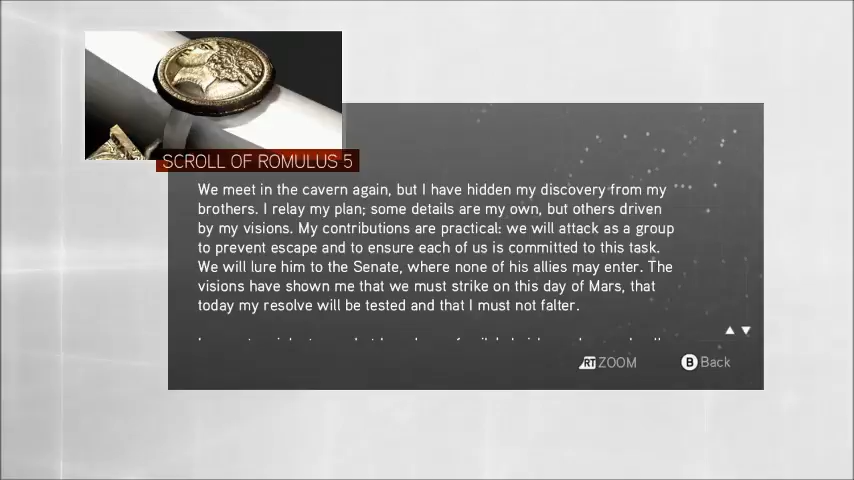 SCROLL OF ROMULUS 5
We meet in the cavern again, but I have hidden my discovery from my
brothers. I relay my plan; some details are my own, but others driven
by my visions. My contributions are practical: we will attack as a group
to prevent escape and to ensure each of us is committed to this task.
We will lure him to the Senate, where none of his allies may enter. The
visions have shown me that we must strike on this day of Mars, that
today my resolve will be tested and that I must not falter.
RT ZOOM
B Back